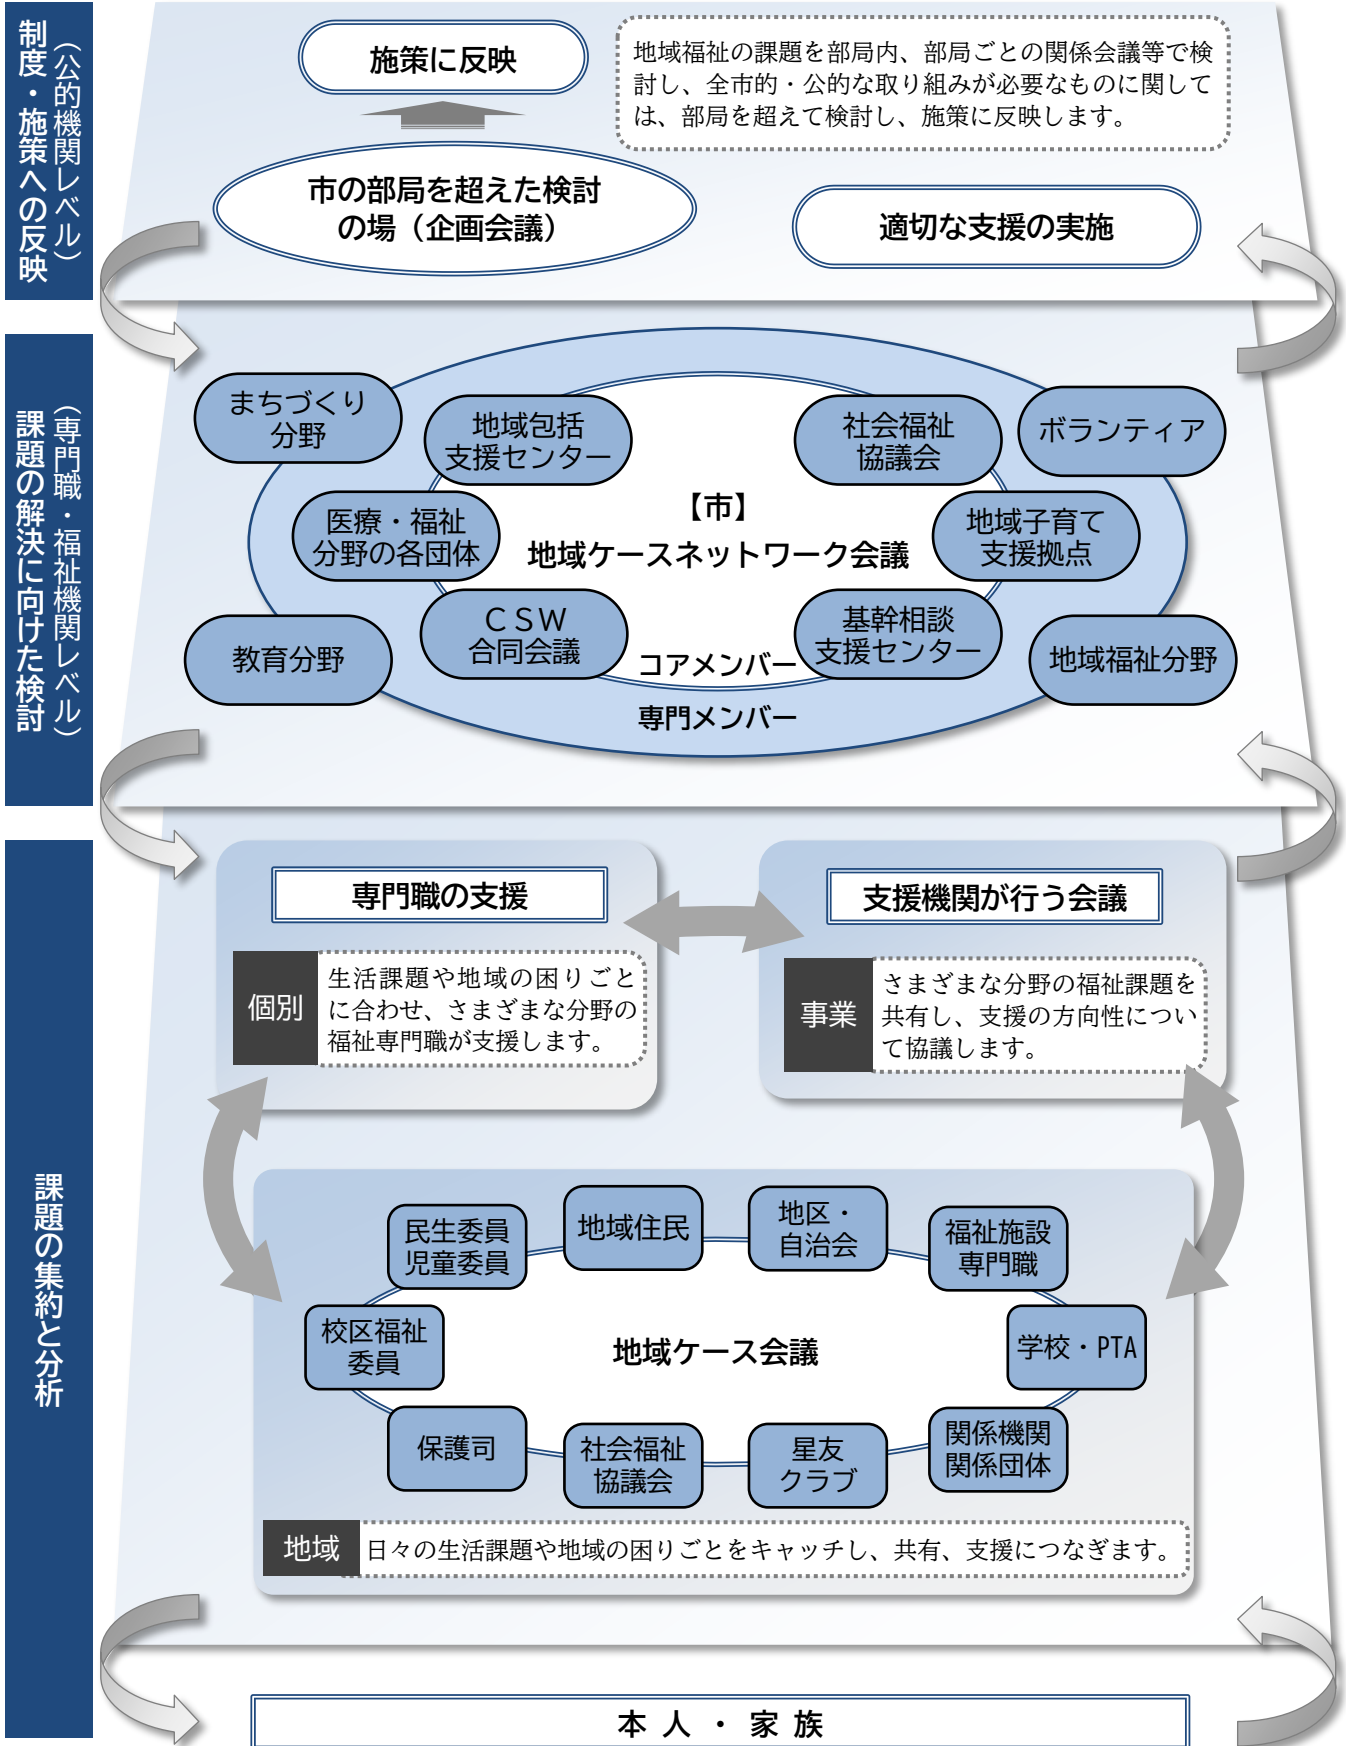 制度・施策への反映
（公的機関レベル）
施策に反映
地域福祉の課題を部局内、部局ごとの関係会議等で検
討し、全市的・公的な取り組みが必要なものに関して
は、部局を超えて検討し、施策に反映します。
市の部局を超えた検討
の場（企画会議）
適切な支援の実施
課題の解決に向けた検討
（専門職・福祉機関レベル）
まちづくり
分野
地域包括
支援センター
社会福祉
協議会
ボランティア
医療・福祉
分野の各団体
【市】
地域ケースネットワーク会議
地域子育て
支援拠点
教育分野
ＣＳＷ
合同会議
コアメンバー
基幹相談
支援センター
地域福祉分野
専門メンバー
課題の集約と分析
専門職の支援
個別
生活課題や地域の困りごと
に合わせ、さまざまな分野の
福祉専門職が支援します。
支援機関が行う会議
事業
さまざまな分野の福祉課題を
共有し、支援の方向性につい
て協議します。
民生委員
児童委員
地域住民
地区・
自治会
福祉施設
専門職
校区福祉
委員
地域ケース会議
学校・PTA
保護司
社会福祉
協議会
星友
クラブ
関係機関
関係団体
地域
日々の生活課題や地域の困りごとをキャッチし、共有、支援につなぎます。
本人・家族